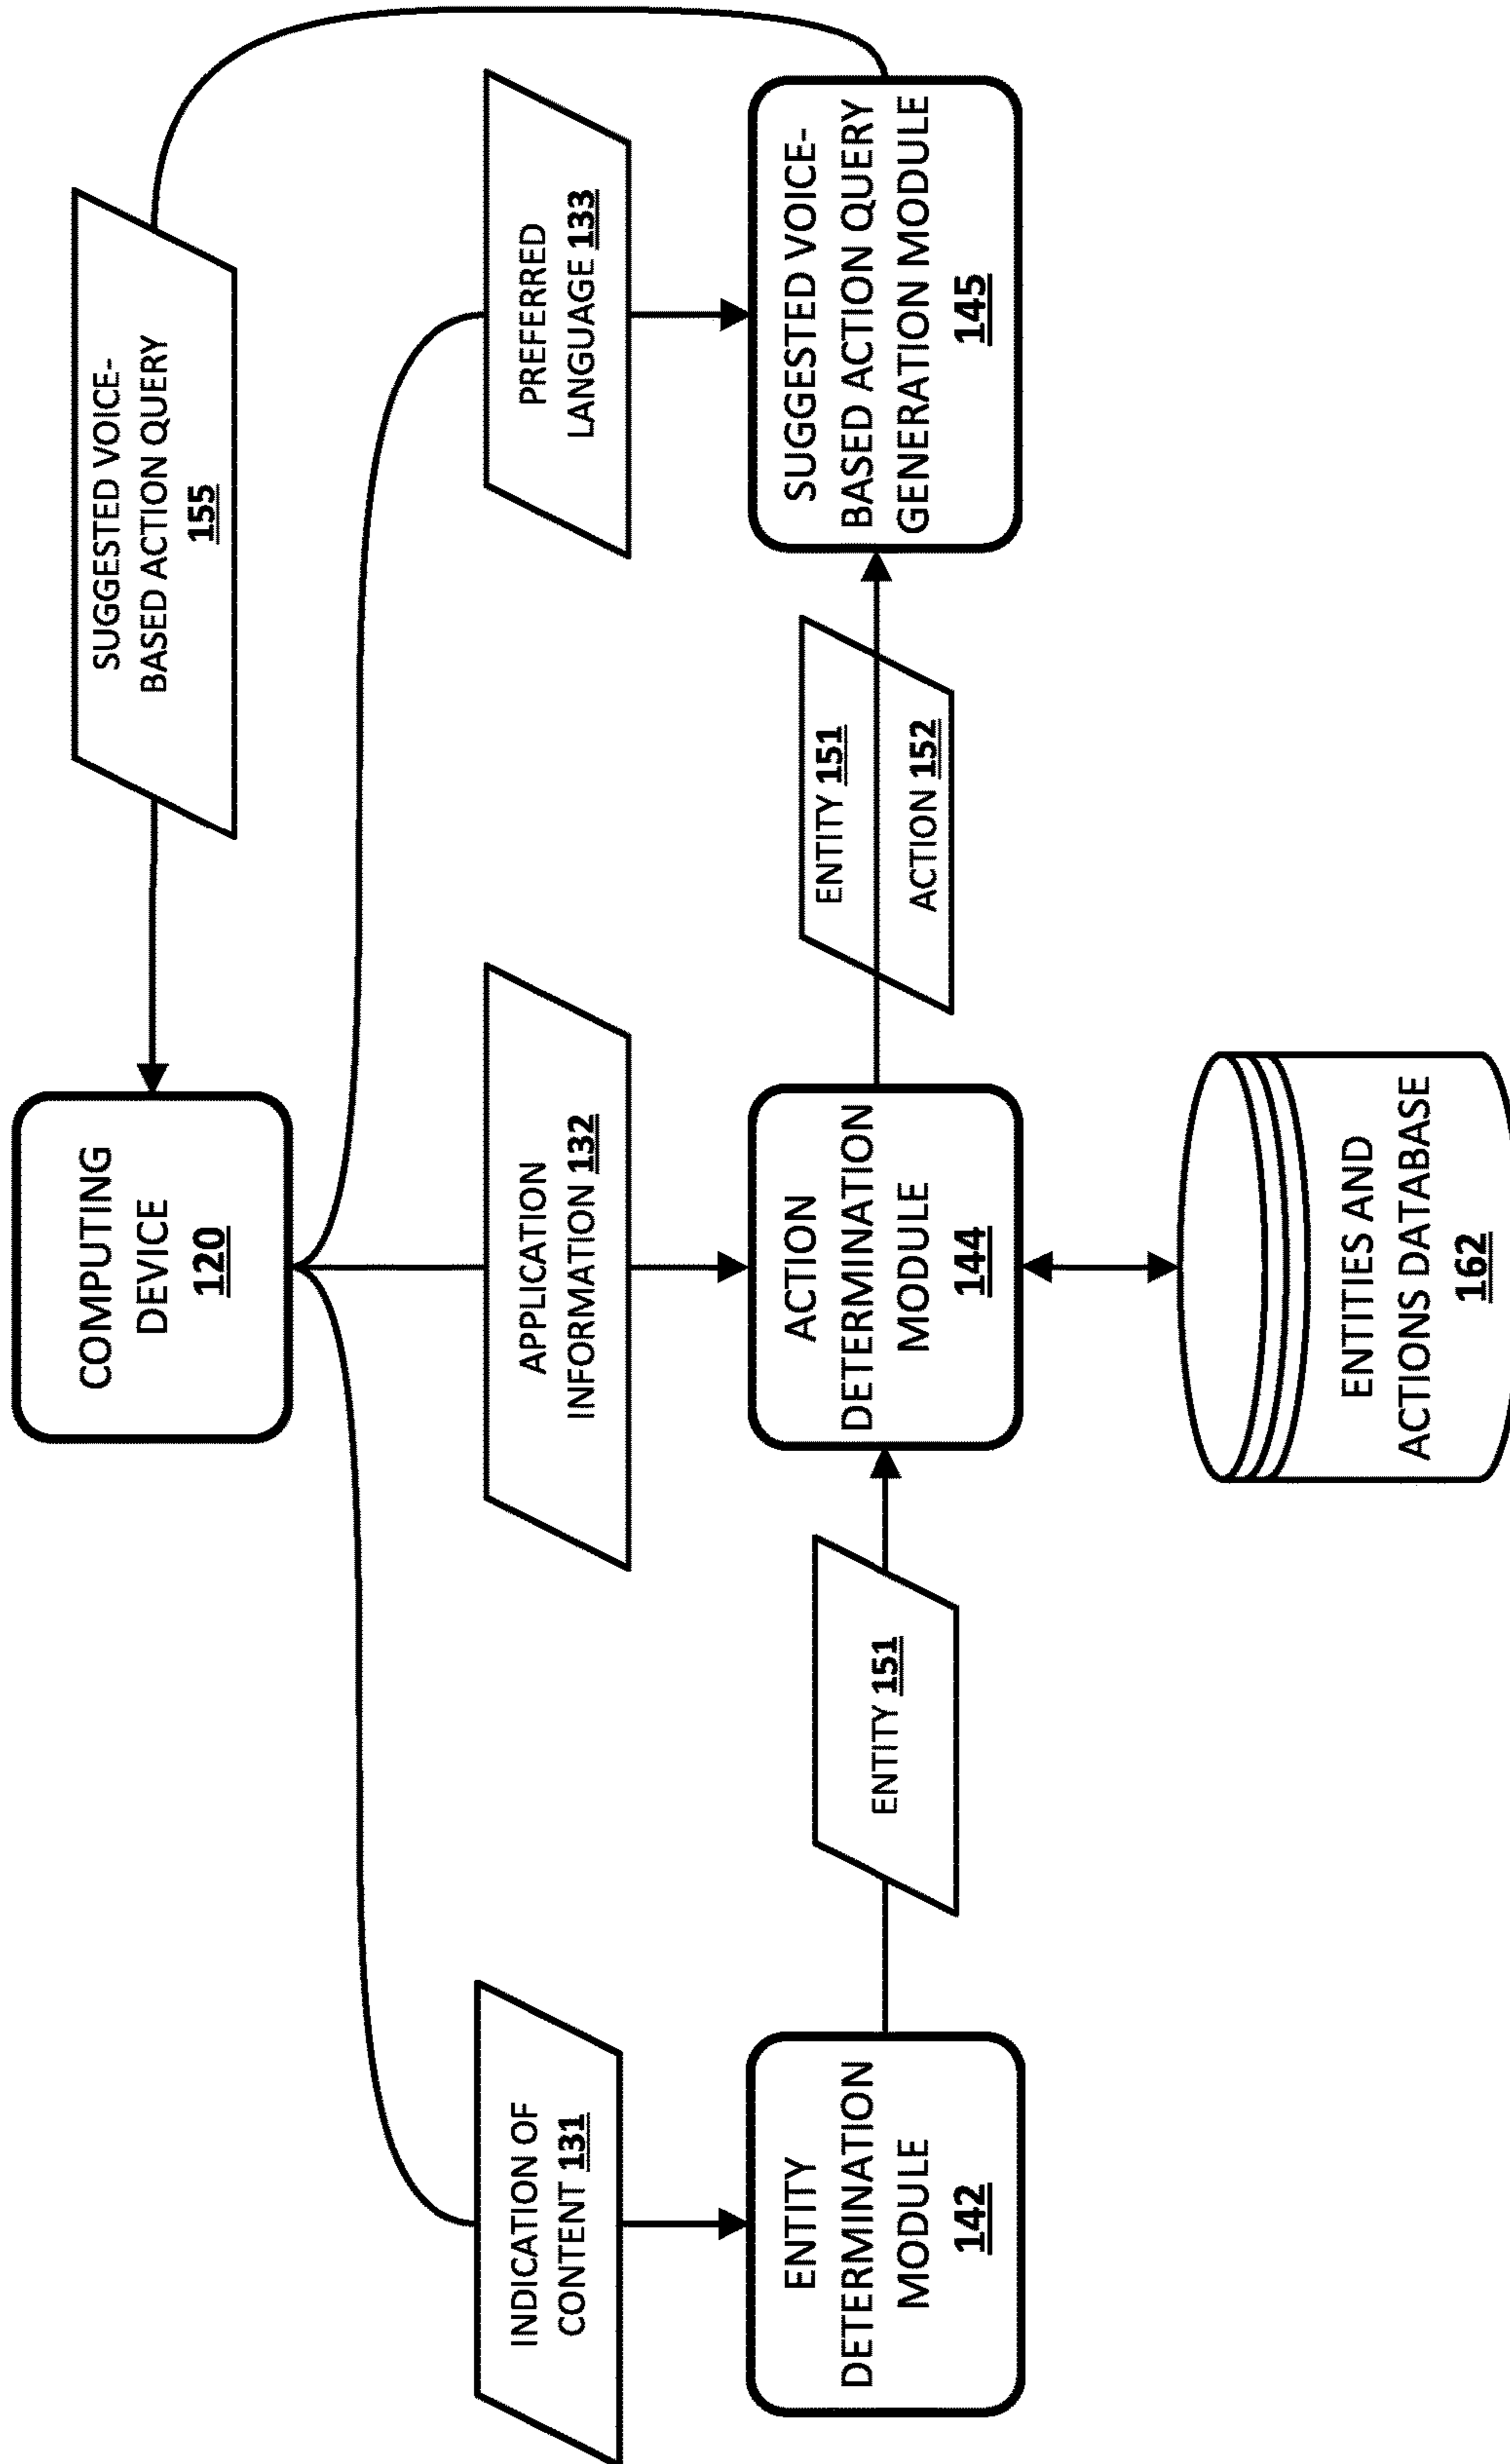 COMPUTING
DEVICE
120
SUGGESTED VOICE-
BASED ACTION QUERY
155
INDICATION OF
CONTENT 131
APPLICATION
INFORMATION 132
PREFERRED
LANGUAGE 133
ENTITY
DETERMINATION
MODULE
142
ENTITY 151
ACTION
DETERMINATION
MODULE
144
ENTITY 151
ACTION 152
SUGGESTED VOICE-
BASED ACTION QUERY
GENERATION MODULE
145
ENTITIES AND
ACTIONS DATABASE
162